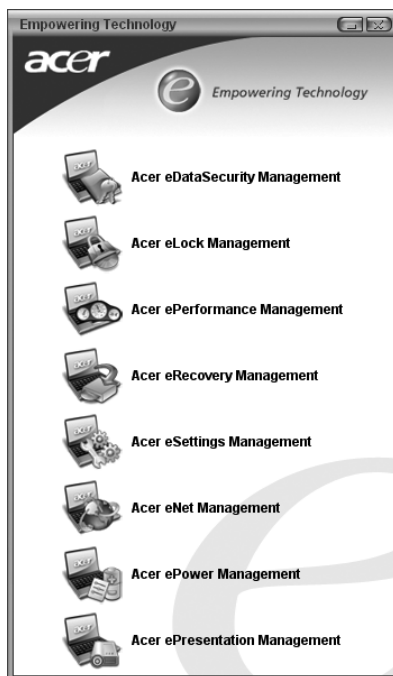 Empowering Technology
acer
e Empowering Technology
Acer eDataSecurity Management
Acer eLock Management
Acer ePerformance Management
Acer eRecovery Management
Acer eSettings Management
Acer eNet Management
Acer ePower Management
Acer ePresentation Management